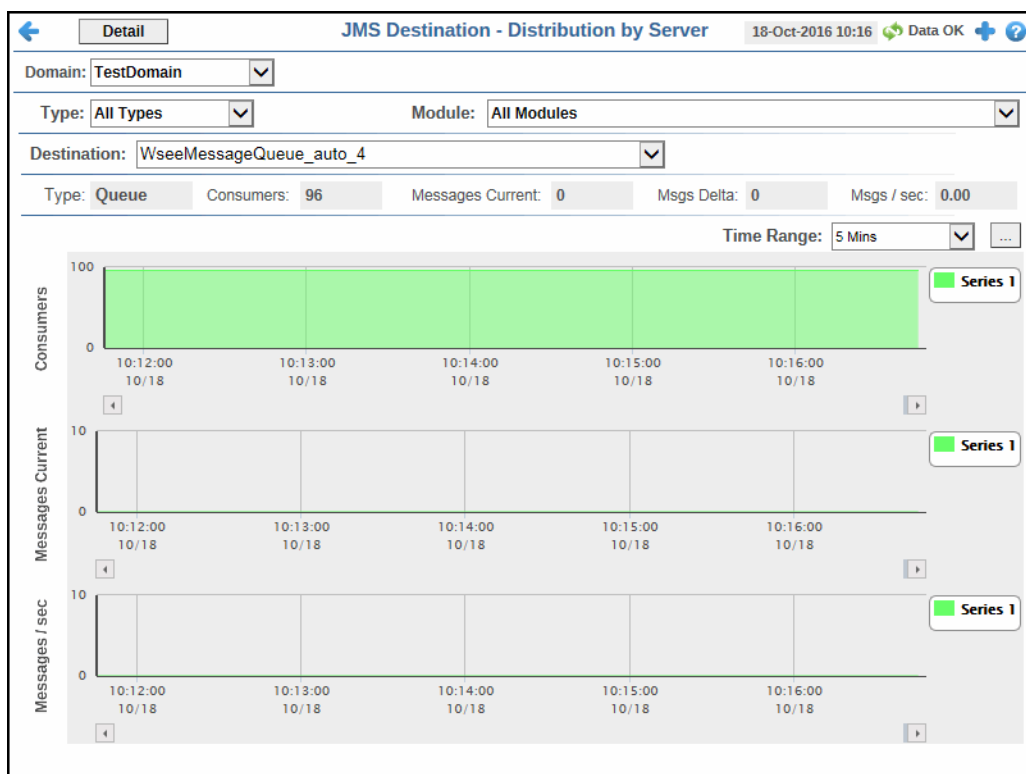 Detail JMS Destination - Distribution by Server 18-Oct-2016 10:16 Data OK
Domain: TestDomain
Type: All Types Module: All Modules
Destination: WseeMessageQueue_auto_4
Type: Queue Consumers: 96 Messages Current: 0 Msgs Delta: 0 Msgs / sec: 0.00
Time Range: 5 Mins ...
Consumers
100
0
10:12:00 10:13:00 10:14:00 10:15:00 10:16:00
10/18 10/18 10/18 10/18 10/18
Series 1
Messages Current
10
0
10:12:00 10:13:00 10:14:00 10:15:00 10:16:00
10/18 10/18 10/18 10/18 10/18
Series 1
Messages / sec
10
0
10:12:00 10:13:00 10:14:00 10:15:00 10:16:00
10/18 10/18 10/18 10/18 10/18
Series 1